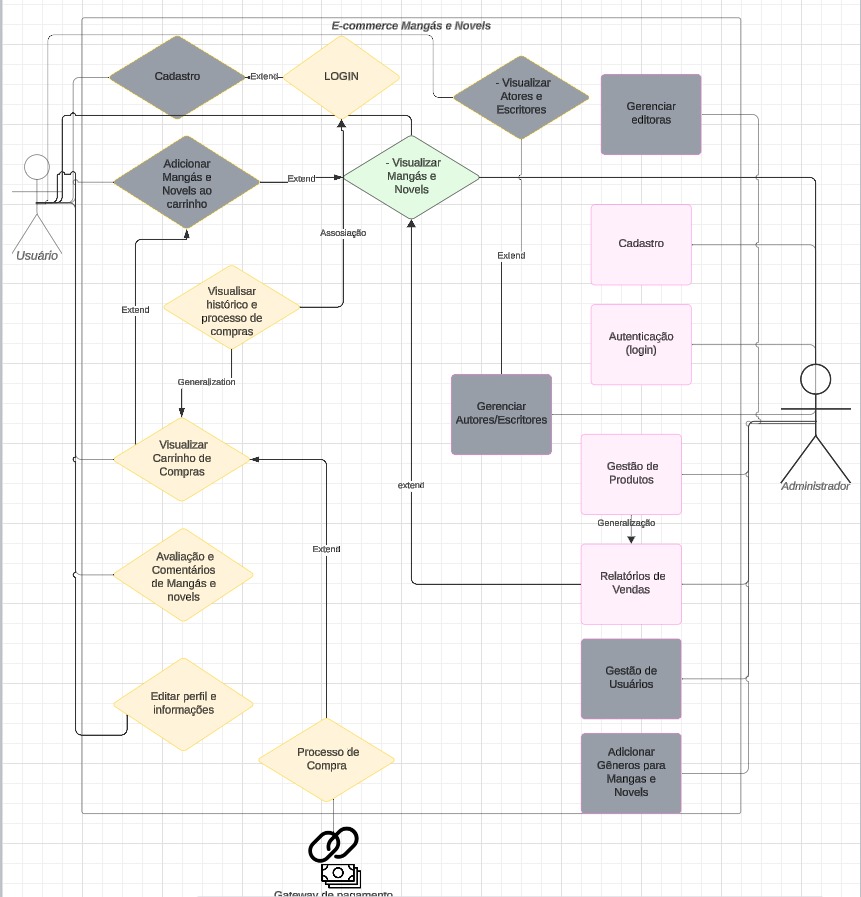 E-commerce Mangás e Novels
Cadastro
Extend
LOGIN
- Visualizar
Atores e
Escritores
Gerenciar
editoras
Adicionar
Mangás e
Novels ao
carrinho
Extend
- Visualizar
Mangás e
Novels
Usuário
Assosiação
Cadastro
Extend
Extend
Visualisar
histórico e
processo de
compras
Autenticação
(login)
Generalization
Gerenciar
Autores/Escritores
Visualizar
Carrinho de
Compras
Gestão de
Produtos
Administrador
extend
Generalização
Extend
Avaliação e
Comentários
de Mangás e
novels
Relatórios de
Vendas
Gestão de
Usuários
Editar perfil e
informações
Processo de
Compra
Adicionar
Gêneros para
Mangas e
Novels
Gateway de pagamento